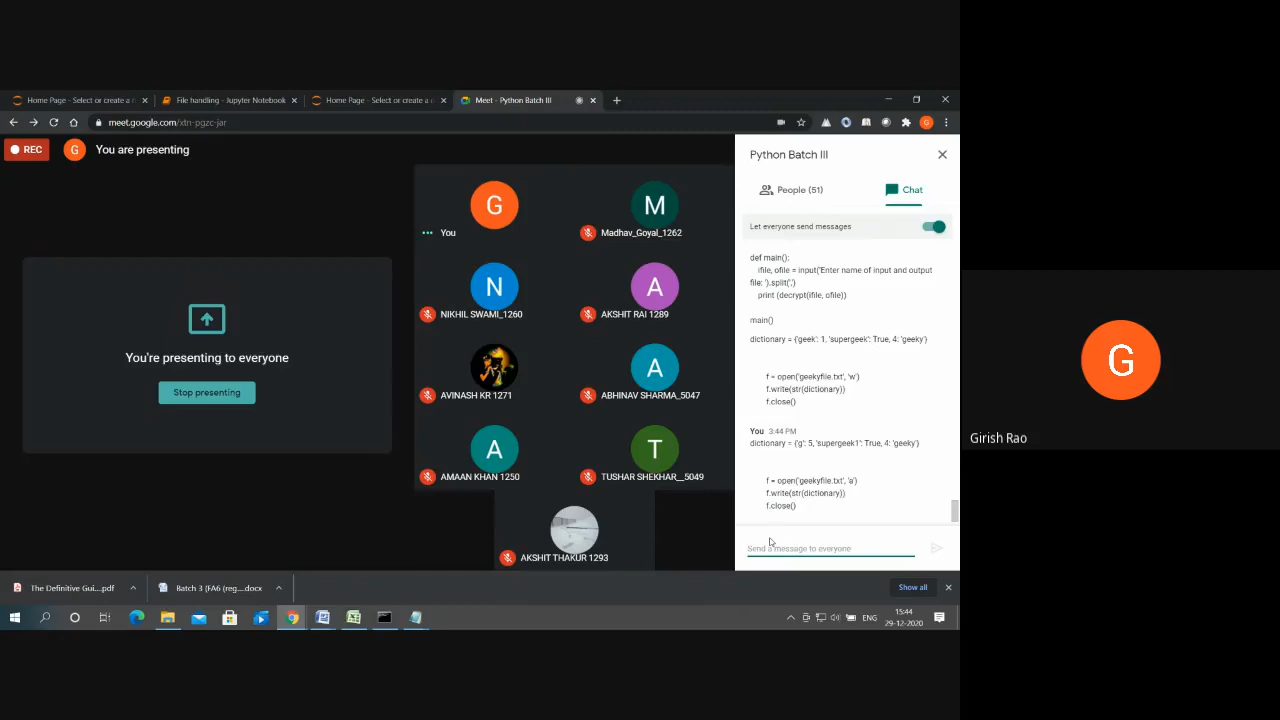 Home Page - Select or create a n
File handling - Jupyter Notebook
Home Page - Select or create a
Meet - Python Batch III
meet.google.com/xtn-pgzc-jar
REC
G
You are presenting
You're presenting to everyone
Stop presenting
G
You
M
Madhav_Goyal_1262
N
NIKHIL SWAMI_1260
A
AKSHIT RAI 1289
AVINASH KR 1271
A
ABHINAV SHARMA_5047
A
AMAAN KHAN 1250
T
TUSHAR SHEKHAR__5049
AKSHIT THAKUR 1293
Python Batch III
People (51)
Chat
Let everyone send messages
def main():
ifile, ofile = input('Enter name of input and output
file: ').split(',')
print (decrypt(ifile, ofile))
main()
dictionary = {'geek': 1, 'supergeek': True, 4: 'geeky'}
f = open('geekyfile.txt', 'w')
f.write(str(dictionary))
f.close()
You 3:44 PM
dictionary = {'g': 5, 'supergeek1': True, 4: 'geeky'}
f = open('geekyfile.txt', 'a')
f.write(str(dictionary))
f.close()
Send a message to everyone
G
Girish Rao
The Definitive Gui....pdf
Batch 3 (FA6 (reg....docx
Show all
ENG
15:44
29-12-2020